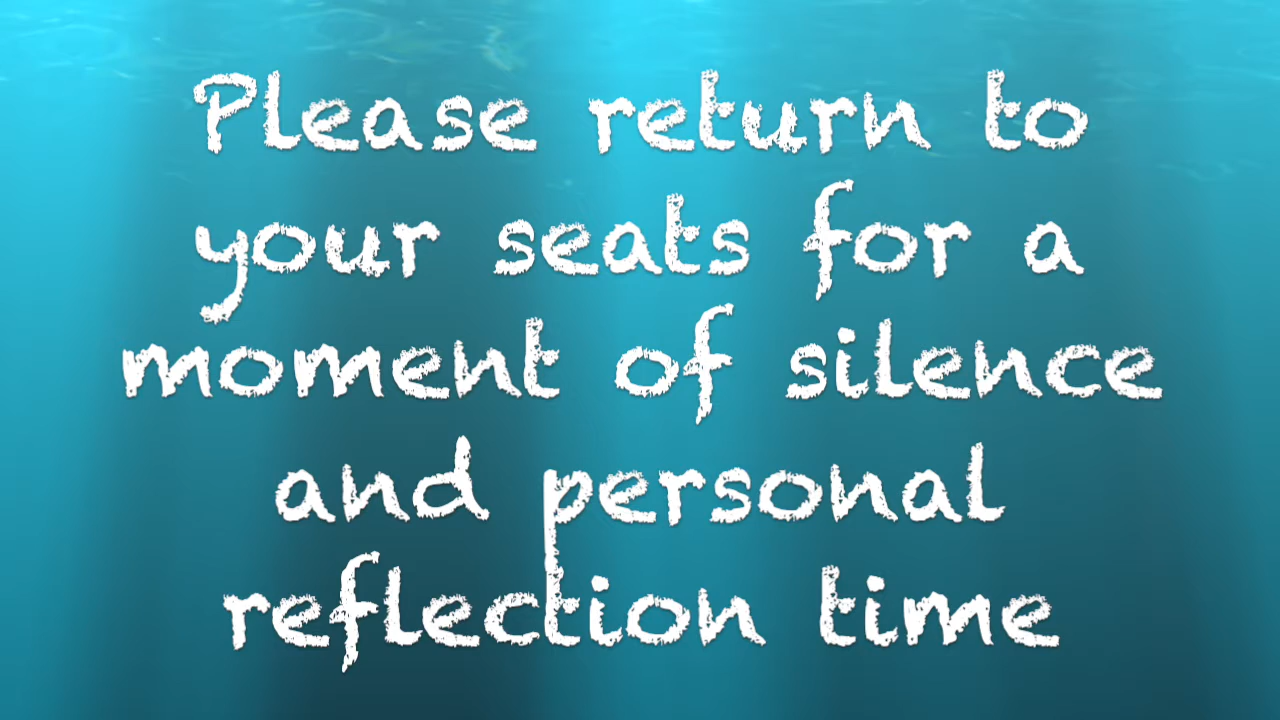 Please return to
your seats for a
moment of silence
and personal
reflection time